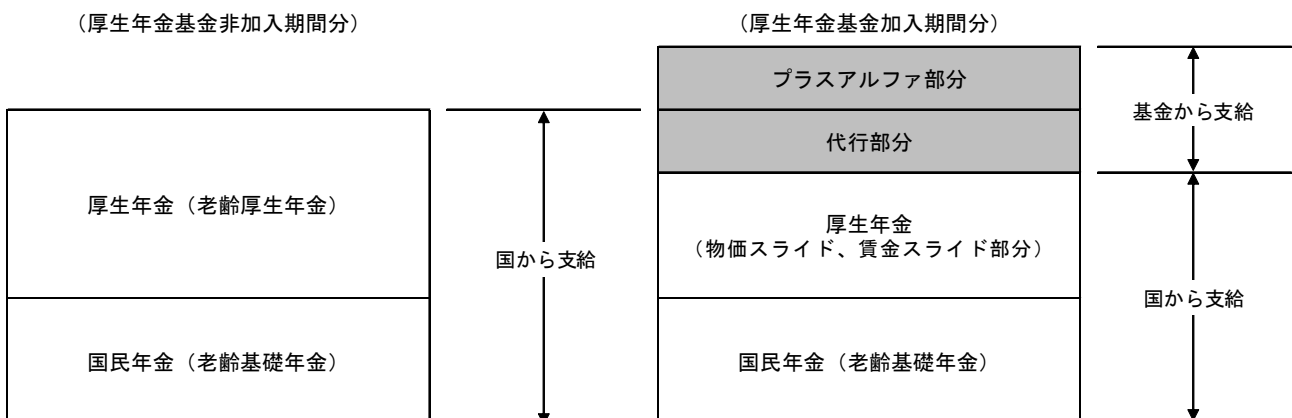 （厚生年金基金非加入期間分）
厚生年金（老齢厚生年金）
国民年金（老齢基礎年金）
国から支給
（厚生年金基金加入期間分）
プラスアルファ部分
代行部分
厚生年金
（物価スライド、賃金スライド部分）
国民年金（老齢基礎年金）
基金から支給
国から支給